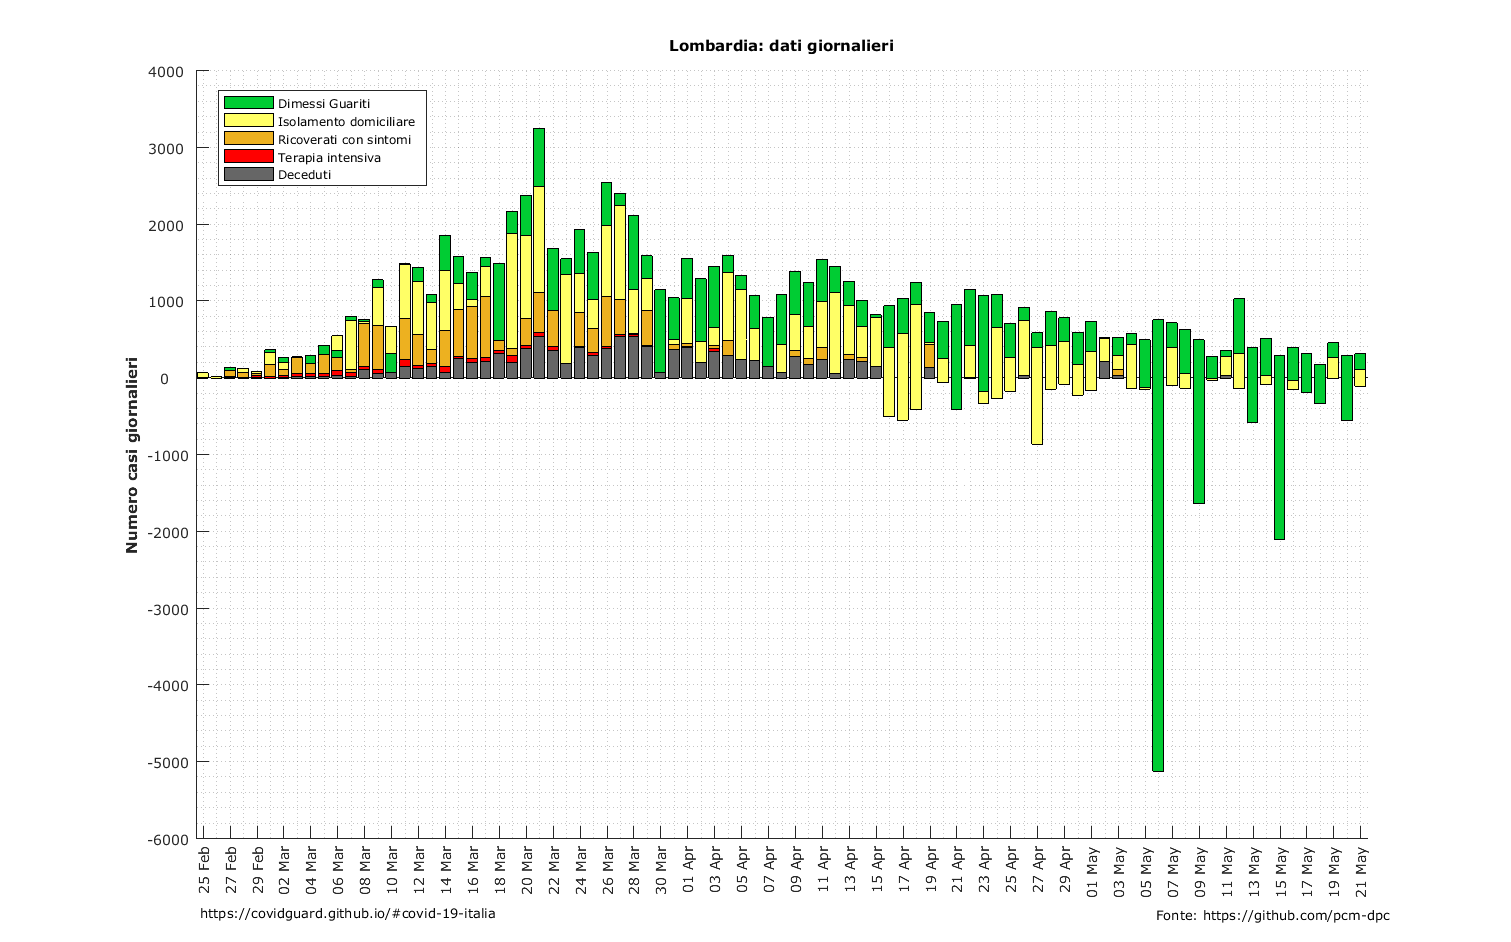 Lombardia: dati giornalieri
4000
3000
2000
1000
0
-1000
-2000
-3000
-4000
-5000
-6000
Numero casi giornalieri
Dimessi Guariti
Isolamento domiciliare
Ricoverati con sintomi
Terapia intensiva
Deceduti
25 Feb
27 Feb
29 Feb
02 Mar
04 Mar
06 Mar
08 Mar
10 Mar
12 Mar
14 Mar
16 Mar
18 Mar
20 Mar
22 Mar
24 Mar
26 Mar
28 Mar
30 Mar
01 Apr
03 Apr
05 Apr
07 Apr
09 Apr
11 Apr
13 Apr
15 Apr
17 Apr
19 Apr
21 Apr
23 Apr
25 Apr
27 Apr
29 Apr
01 May
03 May
05 May
07 May
09 May
11 May
13 May
15 May
17 May
19 May
21 May
https://covidguard.github.io/#covid-19-italia
Fonte: https://github.com/pcm-dpc